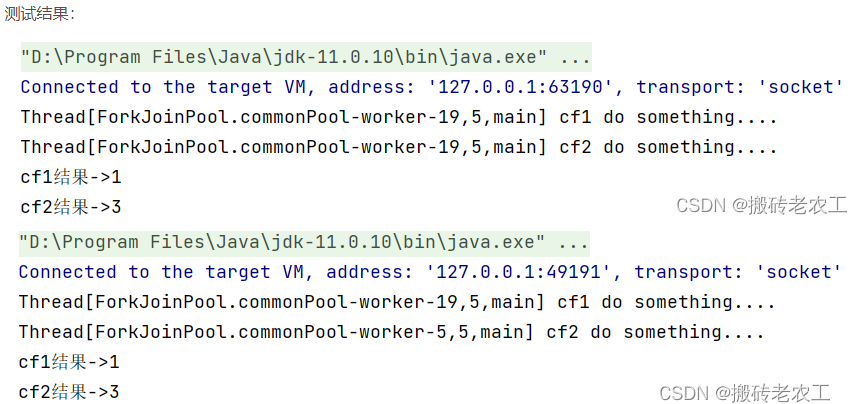 测试结果：
"D:\Program Files\Java\jdk-11.0.10\bin\java.exe" ...
Connected to the target VM, address: '127.0.0.1:63190', transport: 'socket'
Thread[ForkJoinPool.commonPool-worker-19,5,main] cf1 do something....
Thread[ForkJoinPool.commonPool-worker-19,5,main] cf2 do something....
cf1结果->1
cf2结果->3
CSDN @搬砖老农工
"D:\Program Files\Java\jdk-11.0.10\bin\java.exe" ...
Connected to the target VM, address: '127.0.0.1:49191', transport: 'socket'
Thread[ForkJoinPool.commonPool-worker-19,5,main] cf1 do something....
Thread[ForkJoinPool.commonPool-worker-5,5,main] cf2 do something....
cf1结果->1
cf2结果->3
CSDN @搬砖老农工